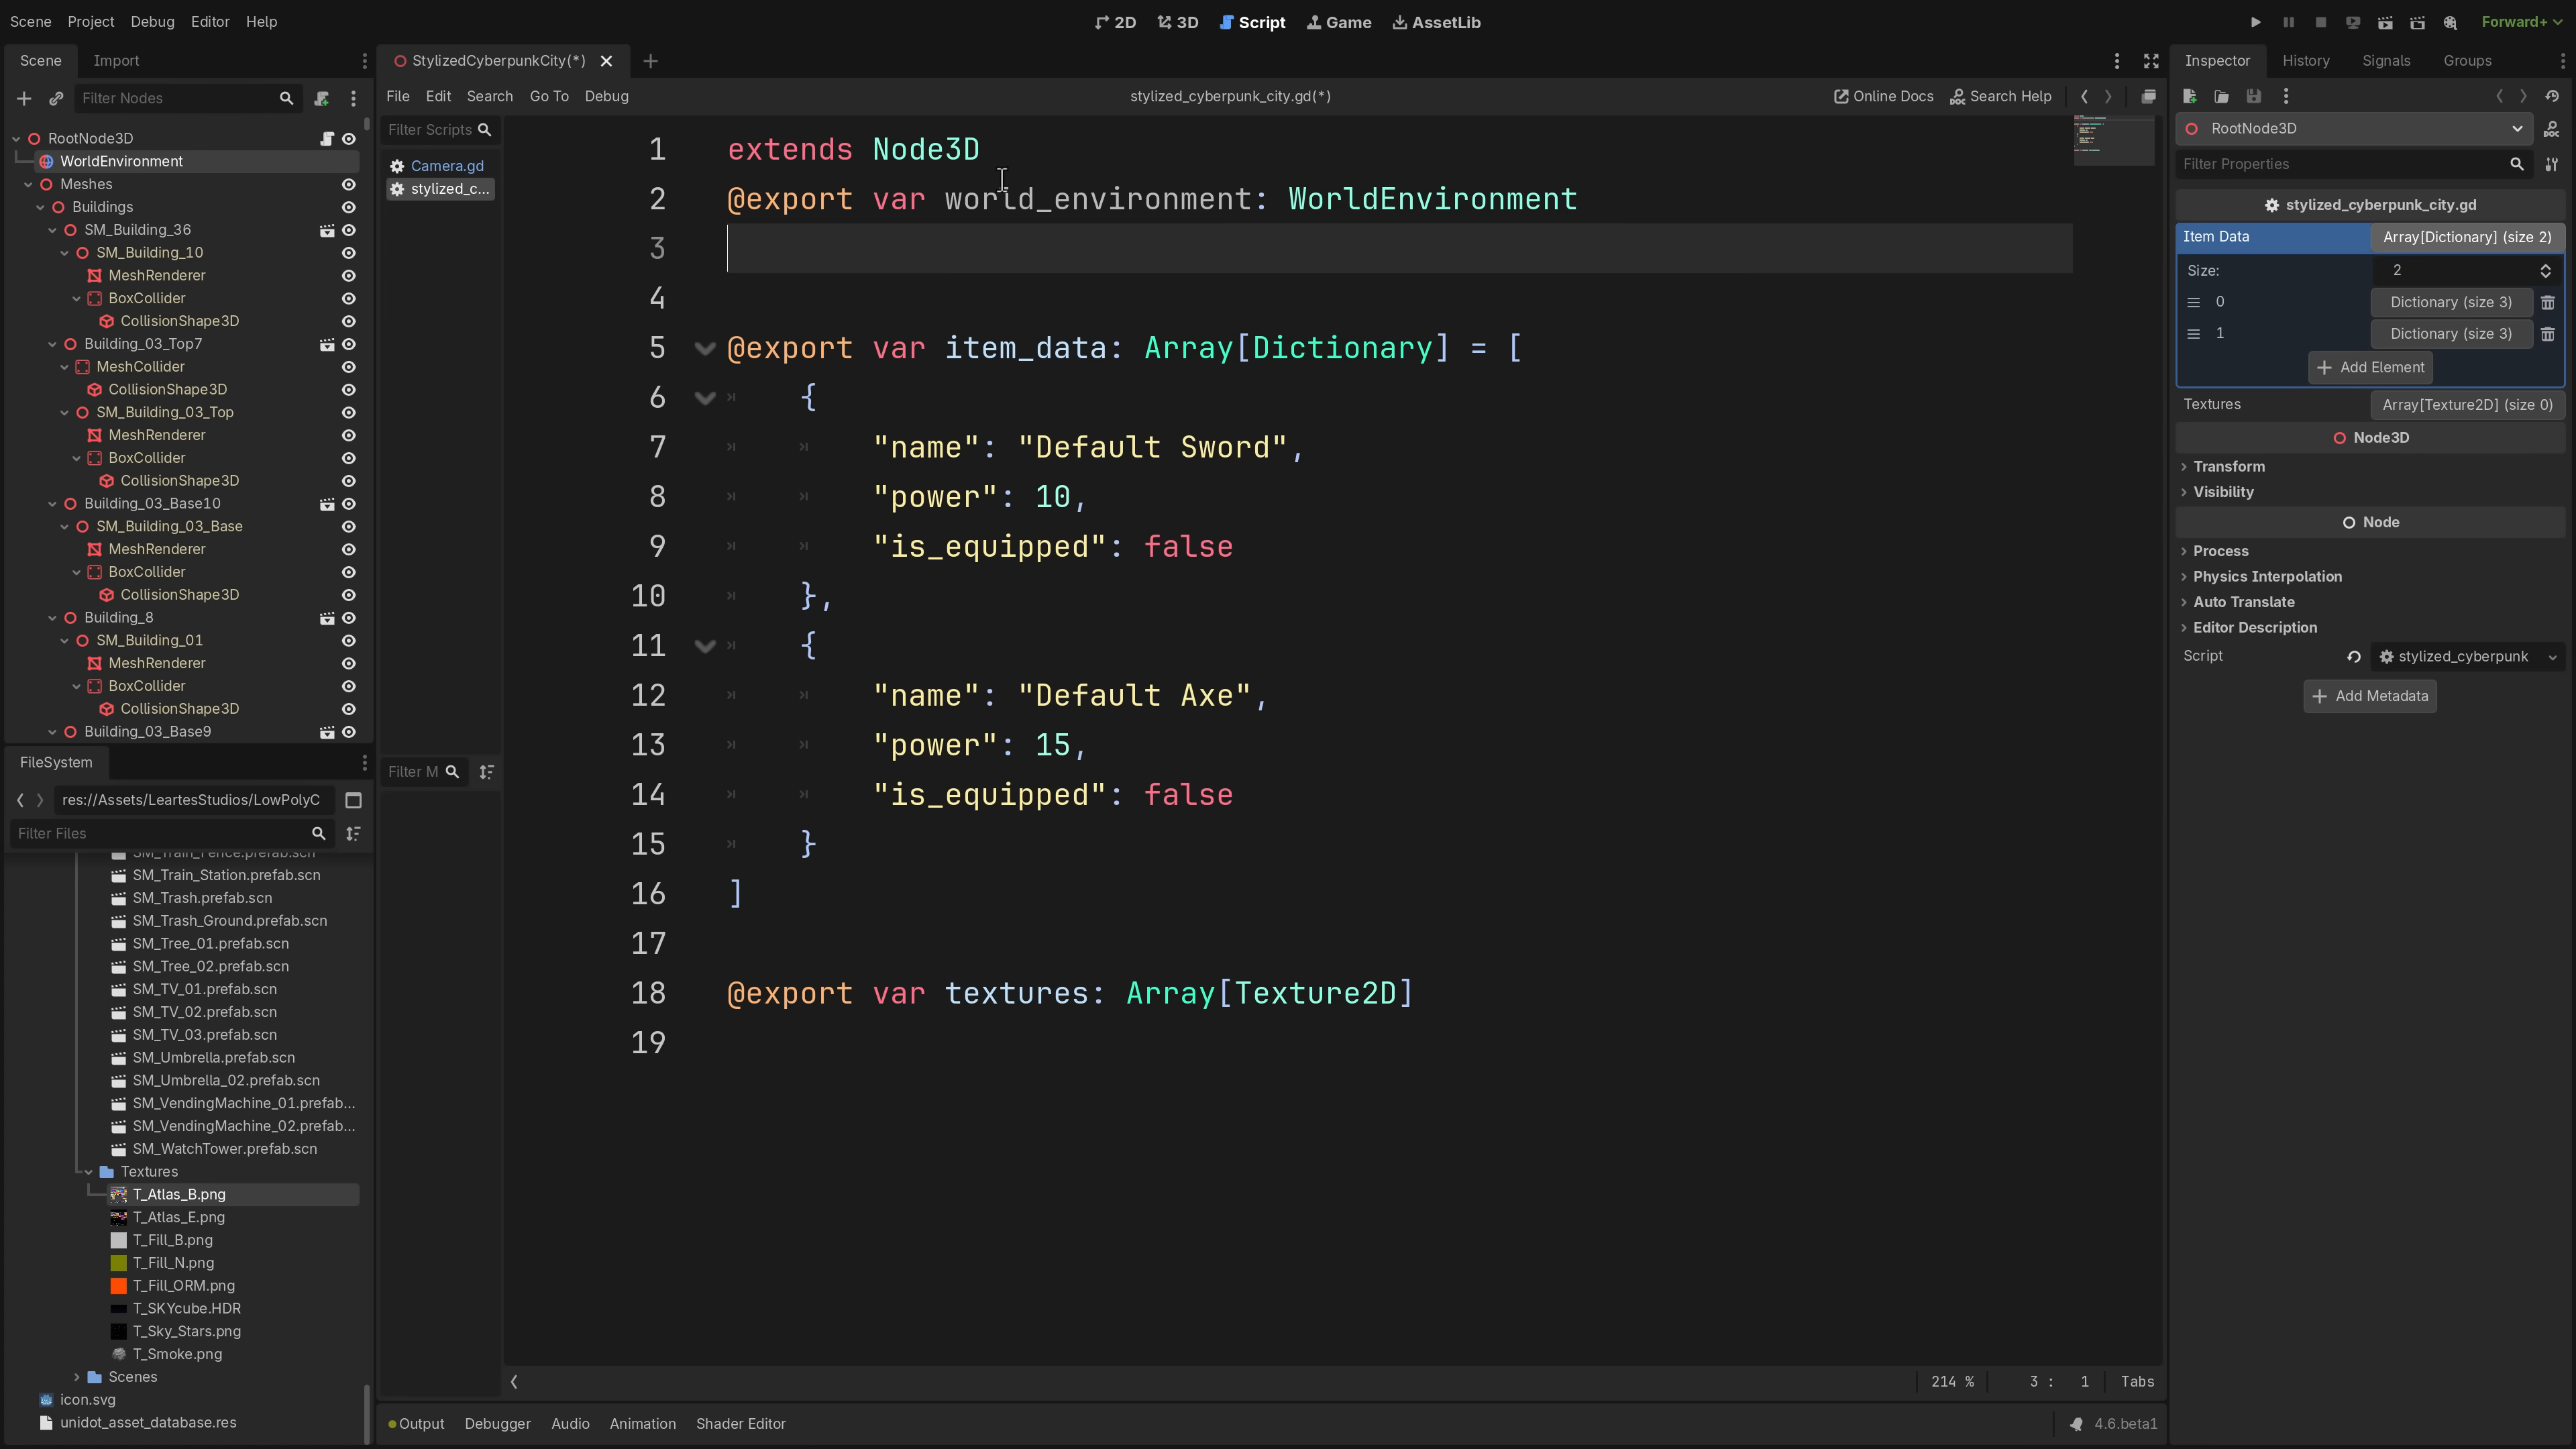 Scene Project Debug Editor Help
2D 3D Script Game AssetLib
Forward+
Scene Import
Filter Nodes
RootNode3D
WorldEnvironment
Meshes
Buildings
SM_Building_36
SM_Building_10
MeshRenderer
BoxCollider
CollisionShape3D
Building_03_Top7
MeshCollider
CollisionShape3D
SM_Building_03_Top
MeshRenderer
BoxCollider
CollisionShape3D
Building_03_Base10
SM_Building_03_Base
MeshRenderer
BoxCollider
CollisionShape3D
Building_8
SM_Building_01
MeshRenderer
BoxCollider
CollisionShape3D
Building_03_Base9
FileSystem
res://Assets/LeartesStudios/LowPolyC
Filter Files
SM_Train_Fence.prefab.scn
SM_Train_Station.prefab.scn
SM_Trash.prefab.scn
SM_Trash_Ground.prefab.scn
SM_Tree_01.prefab.scn
SM_Tree_02.prefab.scn
SM_TV_01.prefab.scn
SM_TV_02.prefab.scn
SM_TV_03.prefab.scn
SM_Umbrella.prefab.scn
SM_Umbrella_02.prefab.scn
SM_VendingMachine_01.prefab...
SM_VendingMachine_02.prefab...
SM_WatchTower.prefab.scn
Textures
T_Atlas_B.png
T_Atlas_E.png
T_Fill_B.png
T_Fill_N.png
T_Fill_ORM.png
T_SKYcube.HDR
T_Sky_Stars.png
T_Smoke.png
Scenes
icon.svg
unidot_asset_database.res
StylizedCyberpunkCity(*)
File Edit Search Go To Debug
stylized_cyberpunk_city.gd(*)
Online Docs Search Help
Filter Scripts
Camera.gd
stylized_c...
Filter M
1 extends Node3D
2 @export var world_environment: WorldEnvironment
3
4
5 @export var item_data: Array[Dictionary] = [
6 {
7 "name": "Default Sword",
8 "power": 10,
9 "is_equipped": false
10 },
11 {
12 "name": "Default Axe",
13 "power": 15,
14 "is_equipped": false
15 }
16 ]
17
18 @export var textures: Array[Texture2D]
19
214 % 3 : 1 Tabs
Output Debugger Audio Animation Shader Editor
4.6.beta1
Inspector History Signals Groups
RootNode3D
Filter Properties
stylized_cyberpunk_city.gd
Item Data Array[Dictionary] (size 2)
Size: 2
0 Dictionary (size 3)
1 Dictionary (size 3)
Add Element
Textures Array[Texture2D] (size 0)
Node3D
Transform
Visibility
Node
Process
Physics Interpolation
Auto Translate
Editor Description
Script stylized_cyberpunk
Add Metadata